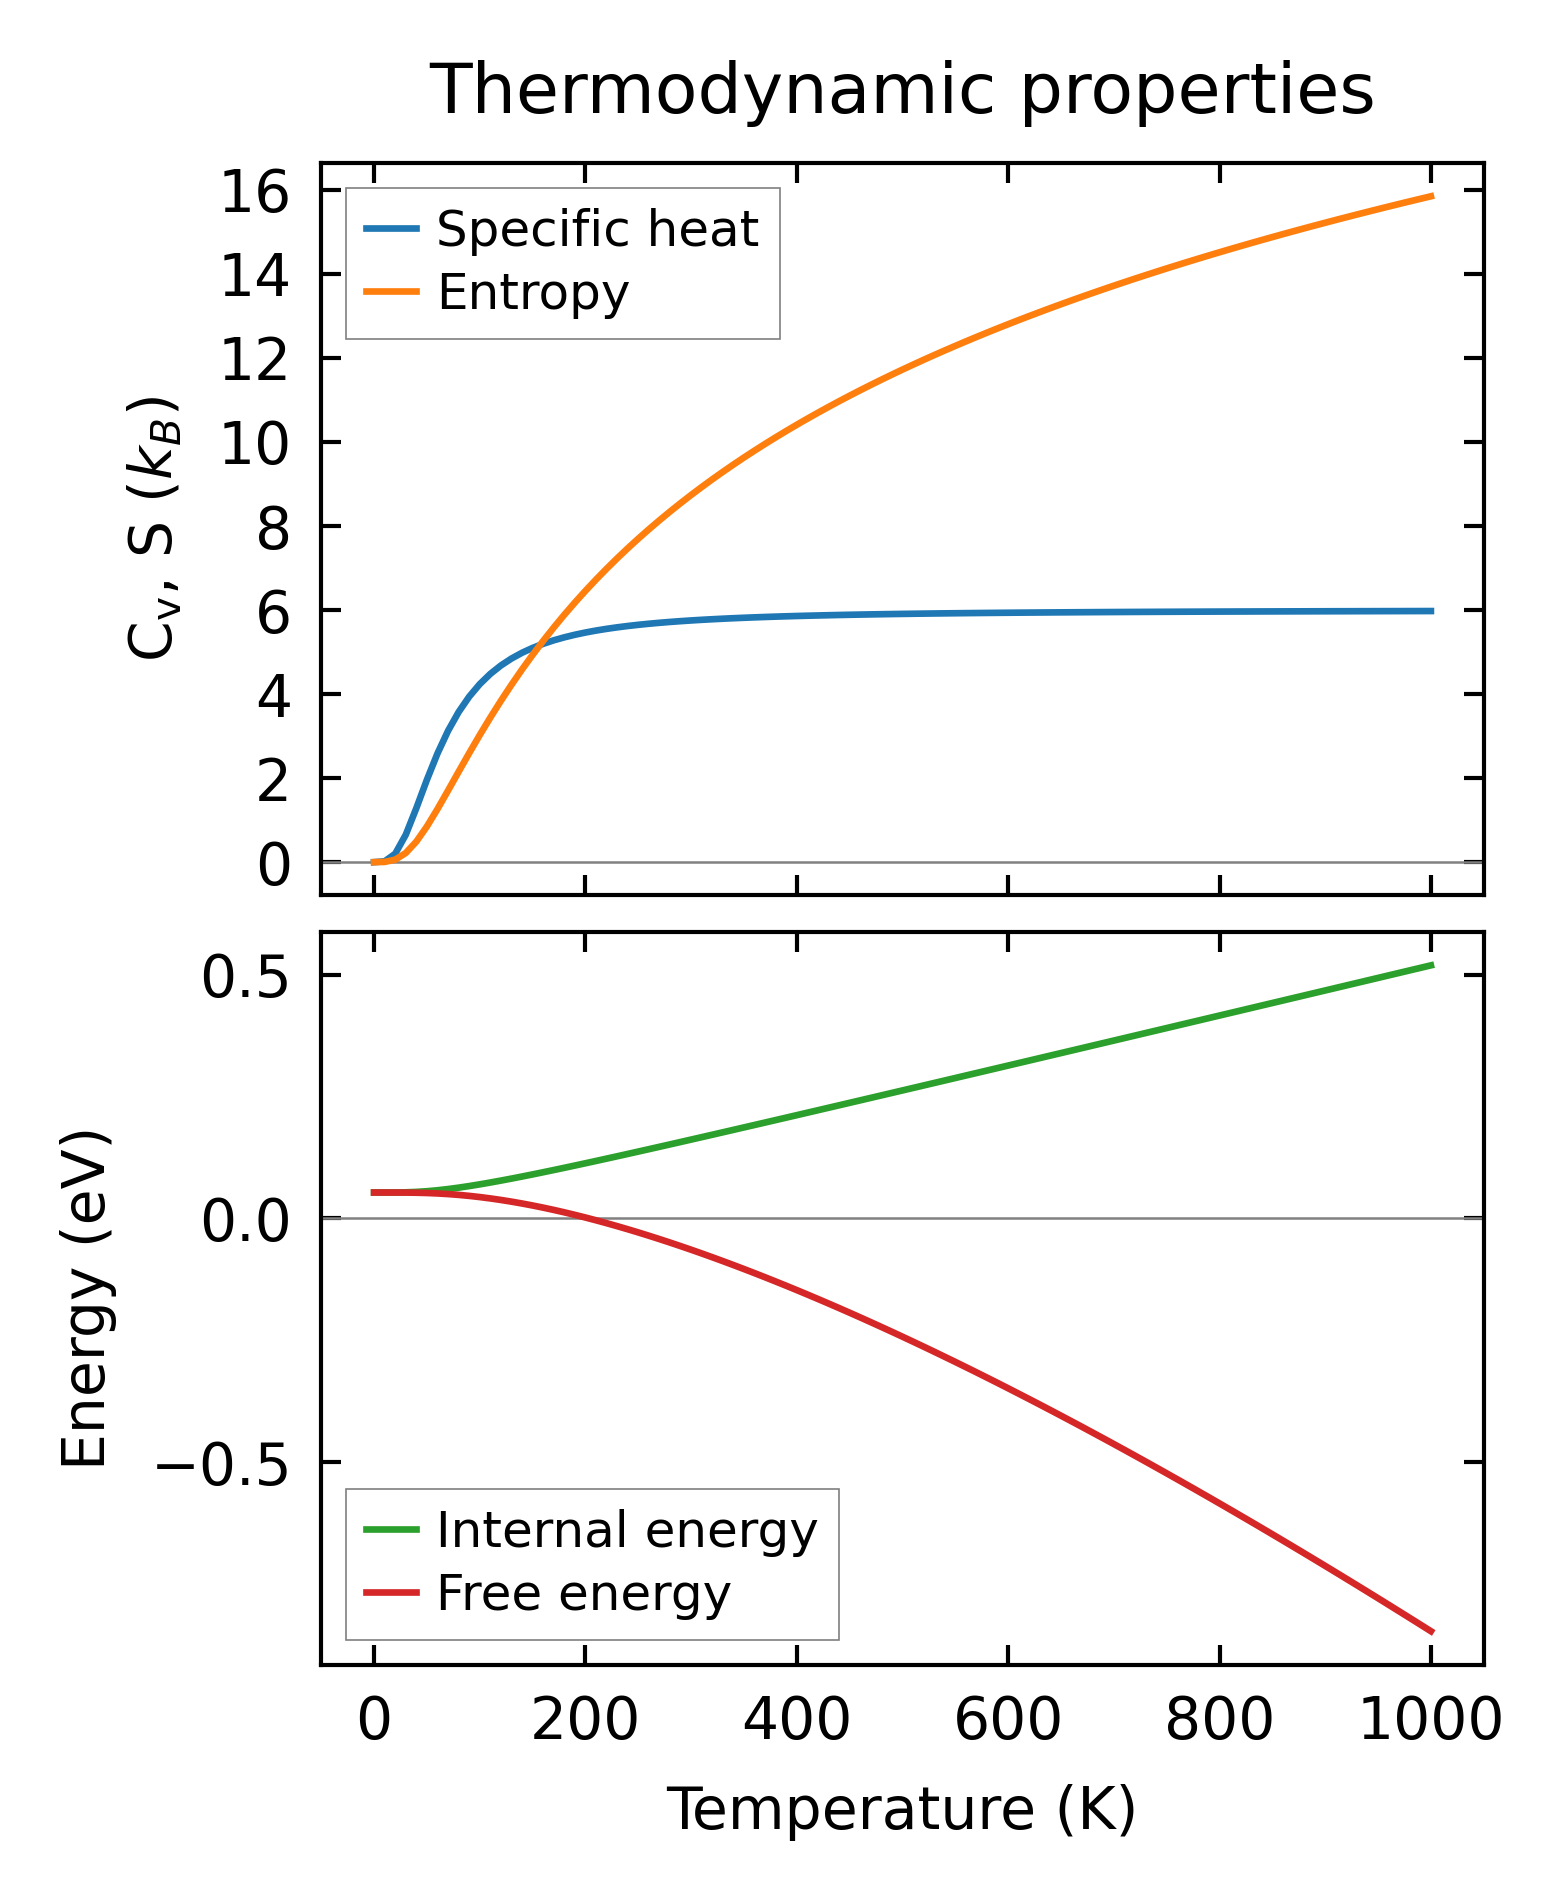 Thermodynamic properties
16
14
12
10
8
6
4
2
0
C_v, S (k_B)
Specific heat
Entropy
0.5
0.0
−0.5
Energy (eV)
Internal energy
Free energy
0 200 400 600 800 1000
Temperature (K)